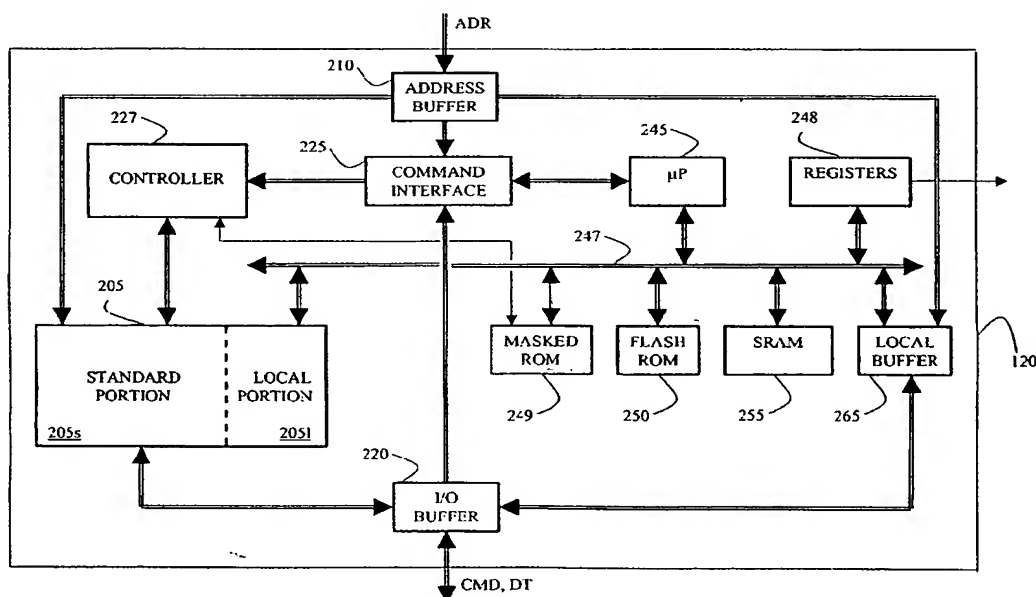 ADR
210
ADDRESS
BUFFER
227
225
245
248
CONTROLLER
COMMAND
INTERFACE
µP
REGISTERS
247
205
STANDARD
PORTION
LOCAL
PORTION
MASKED
ROM
FLASH
ROM
SRAM
LOCAL
BUFFER
120
205s
205l
249
250
255
265
220
I/O
BUFFER
CMD, DT